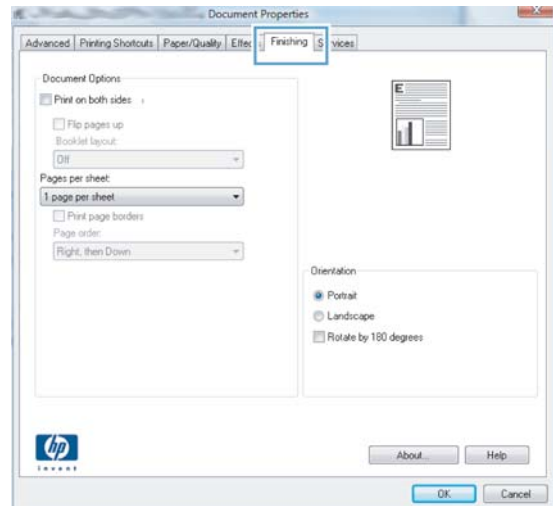 Document Properties
Advanced Printing Shortcuts Paper/Quality Finishing
Document Options
Print on both sides
Flip pages up
Booklet layout:
Off
Pages per sheet:
1 page per sheet
Print page borders
Page order:
Right, then Down
E
Orientation
Portrait
Landscape
Rotate by 180 degrees
hp
invent
About...
Help
OK
Cancel